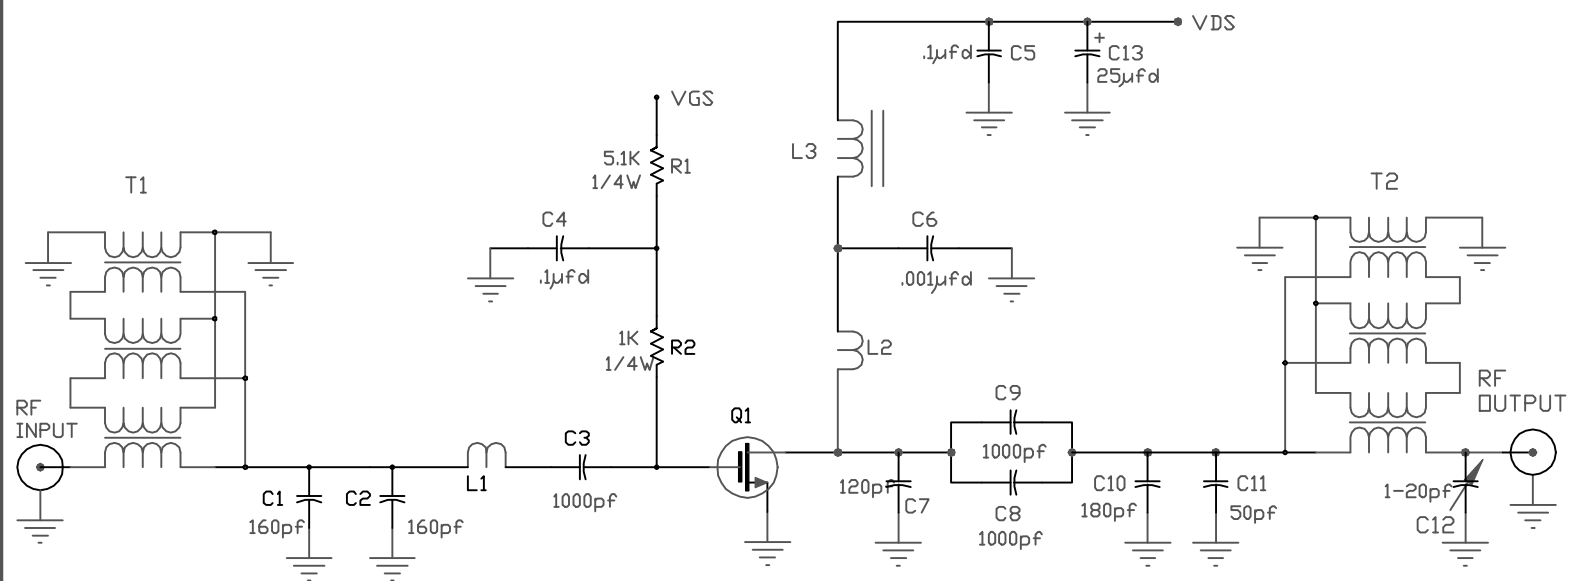 VDS
.1µfd
C5
+
C13
25µfd
VGS
5.1K
1/4W
R1
L3
T1
T2
C4
.1µfd
C6
.001µfd
1K
1/4W
R2
L2
RF
INPUT
RF
OUTPUT
Q1
C9
1000pf
C3
1000pf
L1
C1
160pf
C2
160pf
120pf
C7
C8
1000pf
C10
180pf
C11
50pf
1-20pf
C12